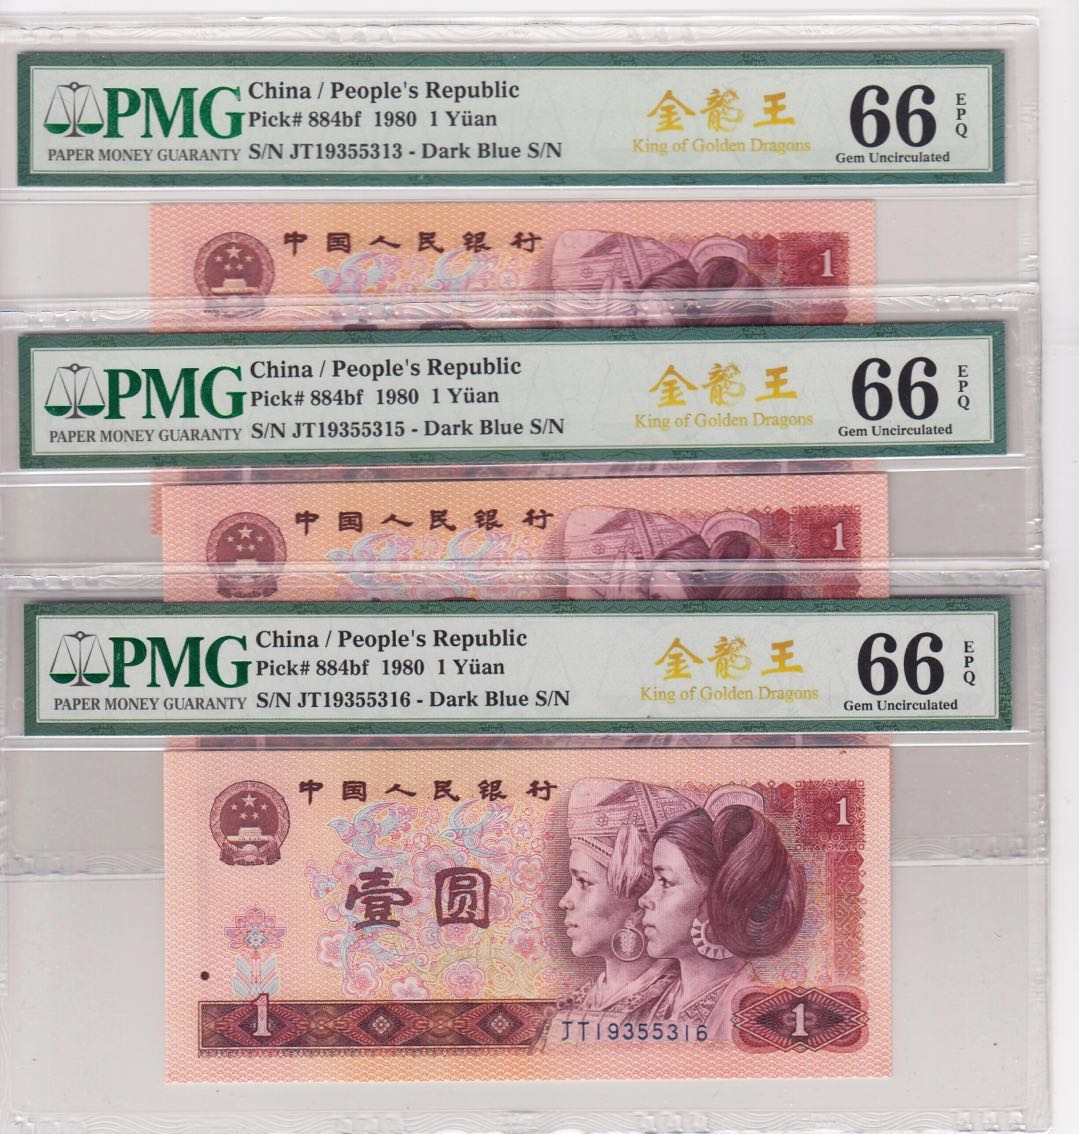 PMG
PAPER MONEY GUARANTY
China / People's Republic
Pick# 884bf 1980 1 Yüan
S/N JT19355313 - Dark Blue S/N
金龍王
King of Golden Dragons
66 EPQ
Gem Uncirculated
中国人民银行
1
PMG
PAPER MONEY GUARANTY
China / People's Republic
Pick# 884bf 1980 1 Yüan
S/N JT19355315 - Dark Blue S/N
金龍王
King of Golden Dragons
66 EPQ
Gem Uncirculated
中国人民银行
1
PMG
PAPER MONEY GUARANTY
China / People's Republic
Pick# 884bf 1980 1 Yüan
S/N JT19355316 - Dark Blue S/N
金龍王
King of Golden Dragons
66 EPQ
Gem Uncirculated
中国人民银行
1
壹圆
1
JT19355316
1